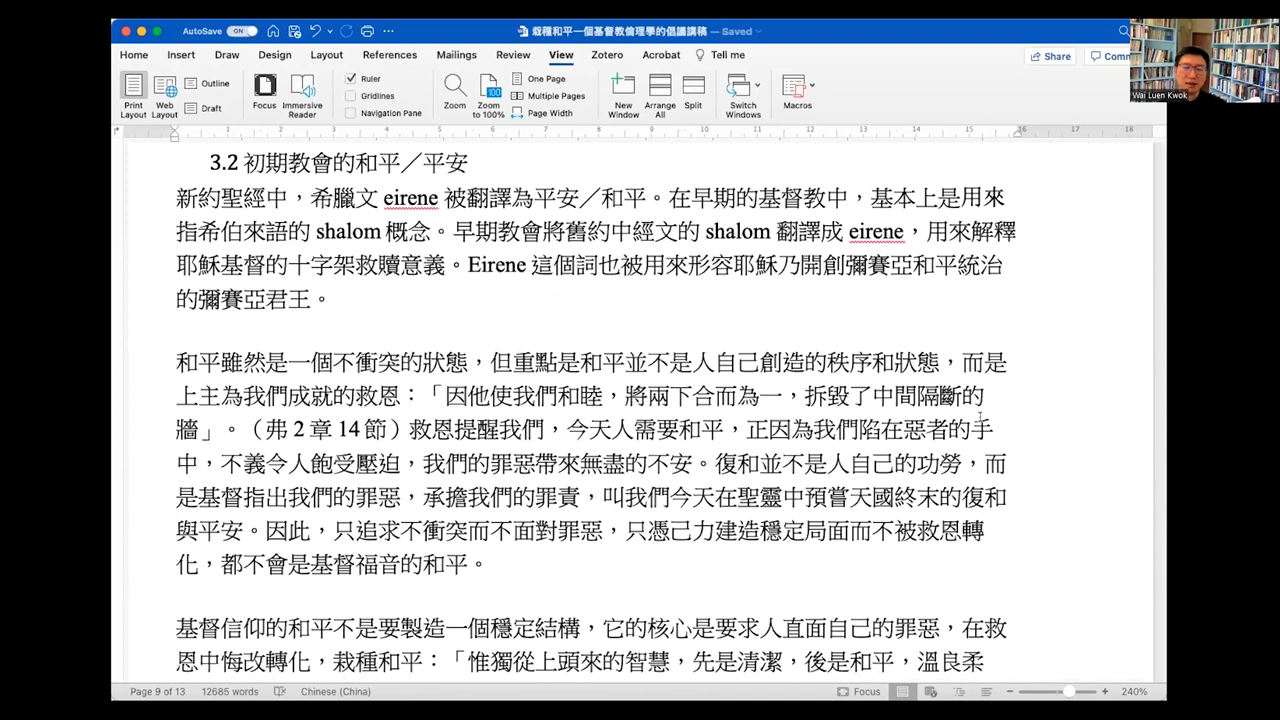 AutoSave ON 栽種和平一個基督教倫理學的倡議講稿 — Saved
Home Insert Draw Design Layout References Mailings Review View Zotero Acrobat Tell me Share Comm
Wai Luen Kwok
Print Layout Web Layout Outline Draft Focus Immersive Reader Ruler Gridlines Navigation Pane Zoom Zoom to 100% One Page Multiple Pages Page Width New Window Arrange All Split Switch Windows Macros
1 2 3 4 5 6 7 8 9 10 11 12 13 14 15 16 17 18
3.2 初期教會的和平／平安
新約聖經中，希臘文 eirene 被翻譯為平安／和平。在早期的基督教中，基本上是用來
指希伯來語的 shalom 概念。早期教會將舊約中經文的 shalom 翻譯成 eirene，用來解釋
耶穌基督的十字架救贖意義。Eirene 這個詞也被用來形容耶穌乃開創彌賽亞和平統治
的彌賽亞君王。
和平雖然是一個不衝突的狀態，但重點是和平並不是人自己創造的秩序和狀態，而是
上主為我們成就的救恩：「因他使我們和睦，將兩下合而為一，拆毀了中間隔斷的
牆」。（弗 2 章 14 節）救恩提醒我們，今天人需要和平，正因為我們陷在惡者的手
中，不義令人飽受壓迫，我們的罪惡帶來無盡的不安。復和並不是人自己的功勞，而
是基督指出我們的罪惡，承擔我們的罪責，叫我們今天在聖靈中預嘗天國終末的復和
與平安。因此，只追求不衝突而不面對罪惡，只憑己力建造穩定局面而不被救恩轉
化，都不會是基督福音的和平。
基督信仰的和平不是要製造一個穩定結構，它的核心是要求人直面自己的罪惡，在救
恩中悔改轉化，栽種和平：「惟獨從上頭來的智慧，先是清潔，後是和平，溫良柔
Page 9 of 13 12685 words Chinese (China) Focus 240%